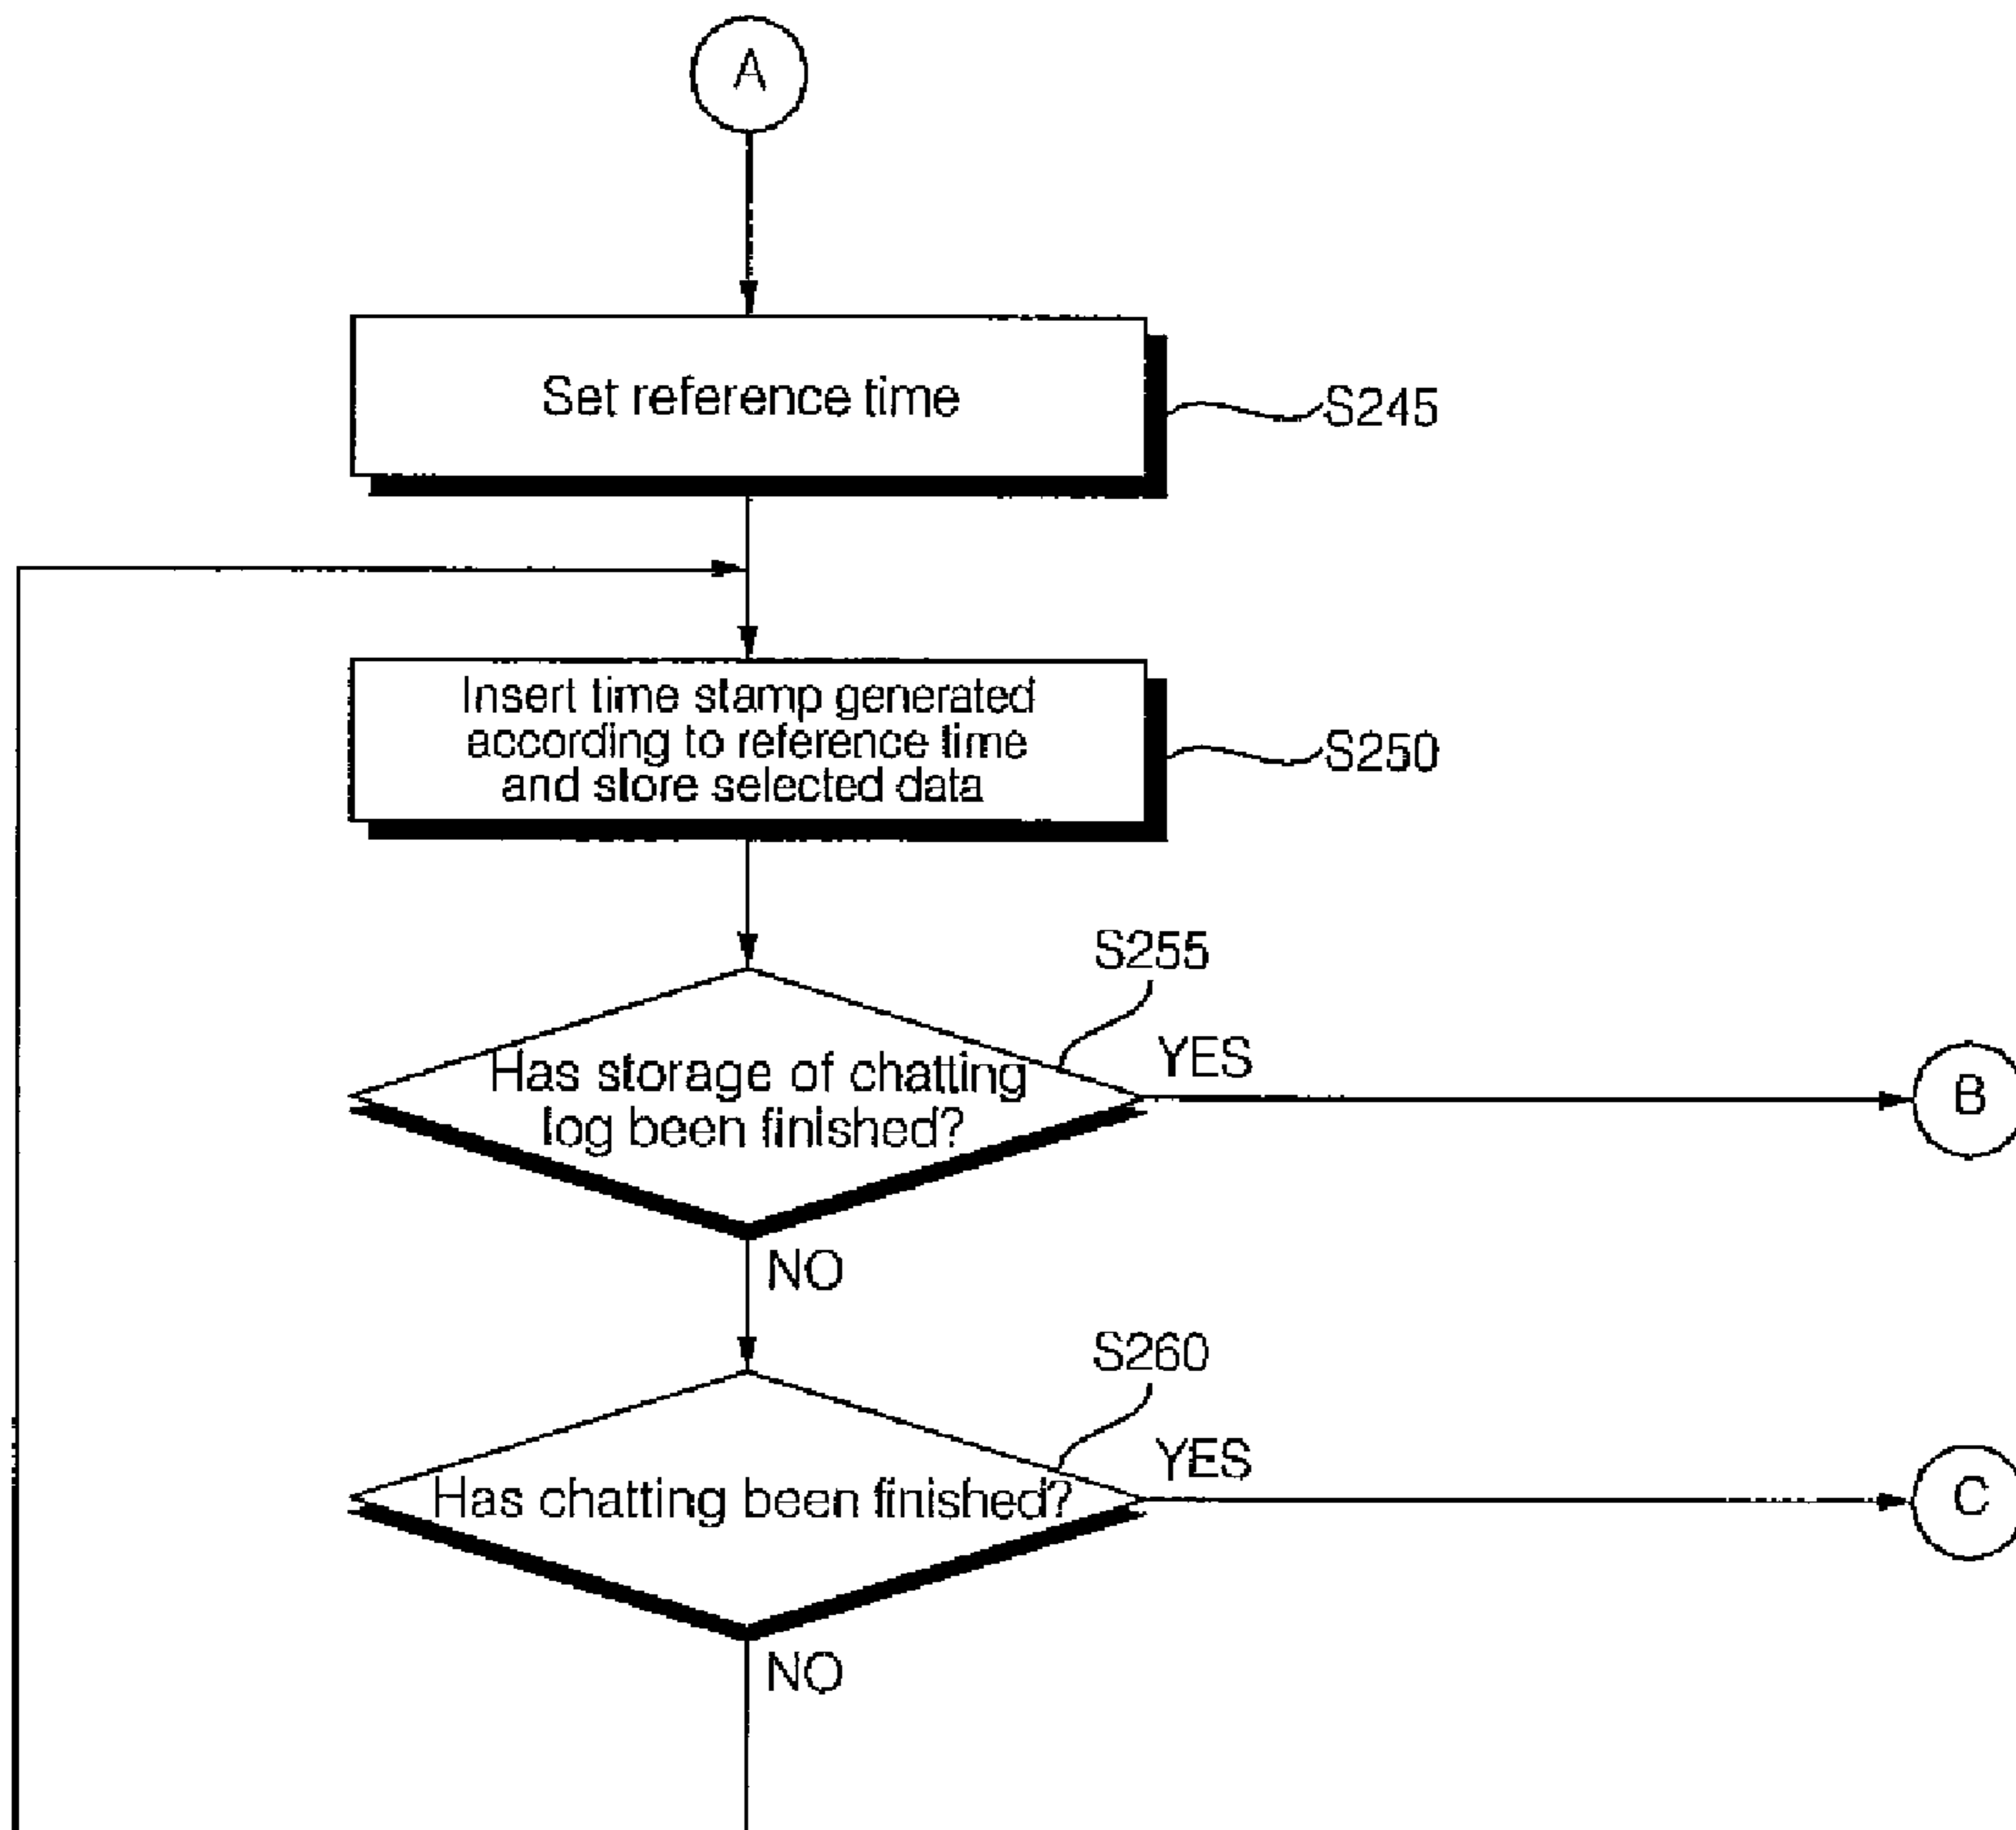 A
Set reference time
S245
Insert time stamp generated
according to reference time
and store selected data
S250
S255
Has storage of chatting
log been finished?
YES
B
NO
S260
Has chatting been finished?
YES
C
NO